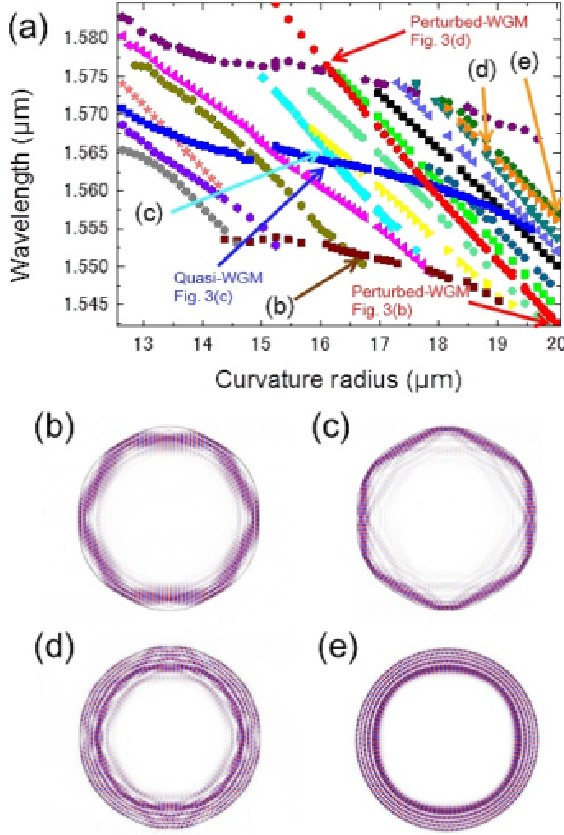 (a)
Wavelength (μm)
1.580
1.575
1.570
1.565
1.560
1.555
1.550
1.545
Perturbed-WGM
Fig. 3(d)
(d)
(e)
(c)
Quasi-WGM
Fig. 3(c)
(b)
Perturbed-WGM
Fig. 3(b)
13 14 15 16 17 18 19 20
Curvature radius (μm)
(b) (c)
(d) (e)